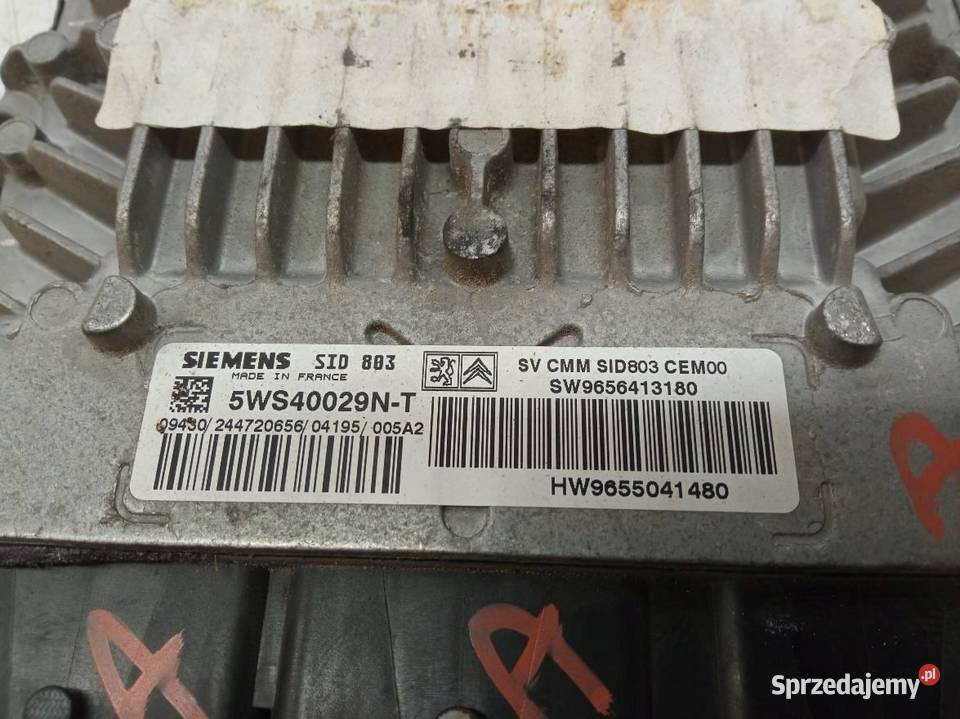 SIEMENS SID 803
MADE IN FRANCE
5WS40029N-T
09430/244720656/04195/005A2
SV CMM SID803 CEM00
SW9656413180
HW9655041480
A
A
A
Sprzedajemy.pl